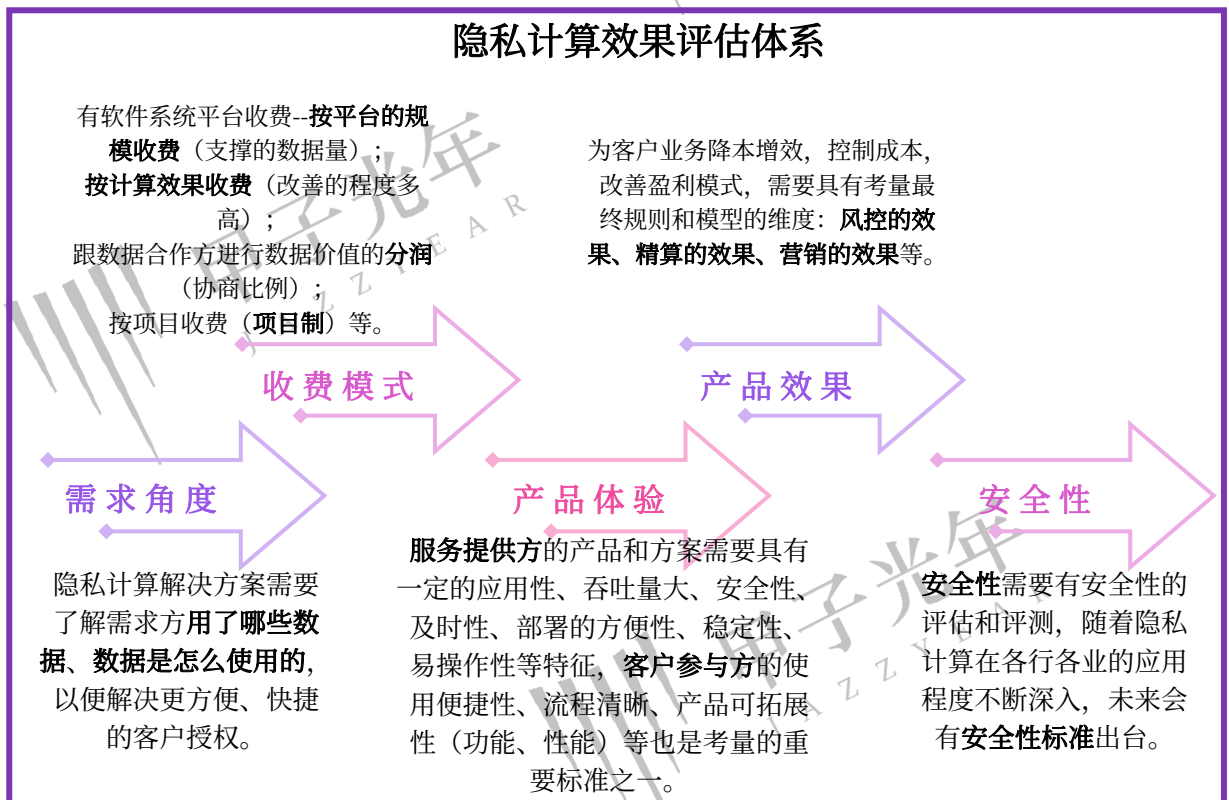 隐私计算效果评估体系
有软件系统平台收费--按平台的规
模收费（支撑的数据量）；
按计算效果收费（改善的程度多
高）；
跟数据合作方进行数据价值的分润
（协商比例）；
按项目收费（项目制）等。
为客户业务降本增效，控制成本，
改善盈利模式，需要具有考量最
终规则和模型的维度：风控的效
果、精算的效果、营销的效果等。
收费模式
产品效果
需求角度
产品体验
安全性
隐私计算解决方案需要
了解需求方用了哪些数
据、数据是怎么使用的，
以便解决更方便、快捷
的客户授权。
服务提供方的产品和方案需要具有
一定的应用性、吞吐量大、安全性、
及时性、部署的方便性、稳定性、
易操作性等特征，客户参与方的使
用便捷性、流程清晰、产品可拓展
性（功能、性能）等也是考量的重
要标准之一。
安全性需要有安全性的
评估和评测，随着隐私
计算在各行各业的应用
程度不断深入，未来会
有安全性标准出台。
甲子光年
JAZZYEAR
甲子光年
JAZZYEAR